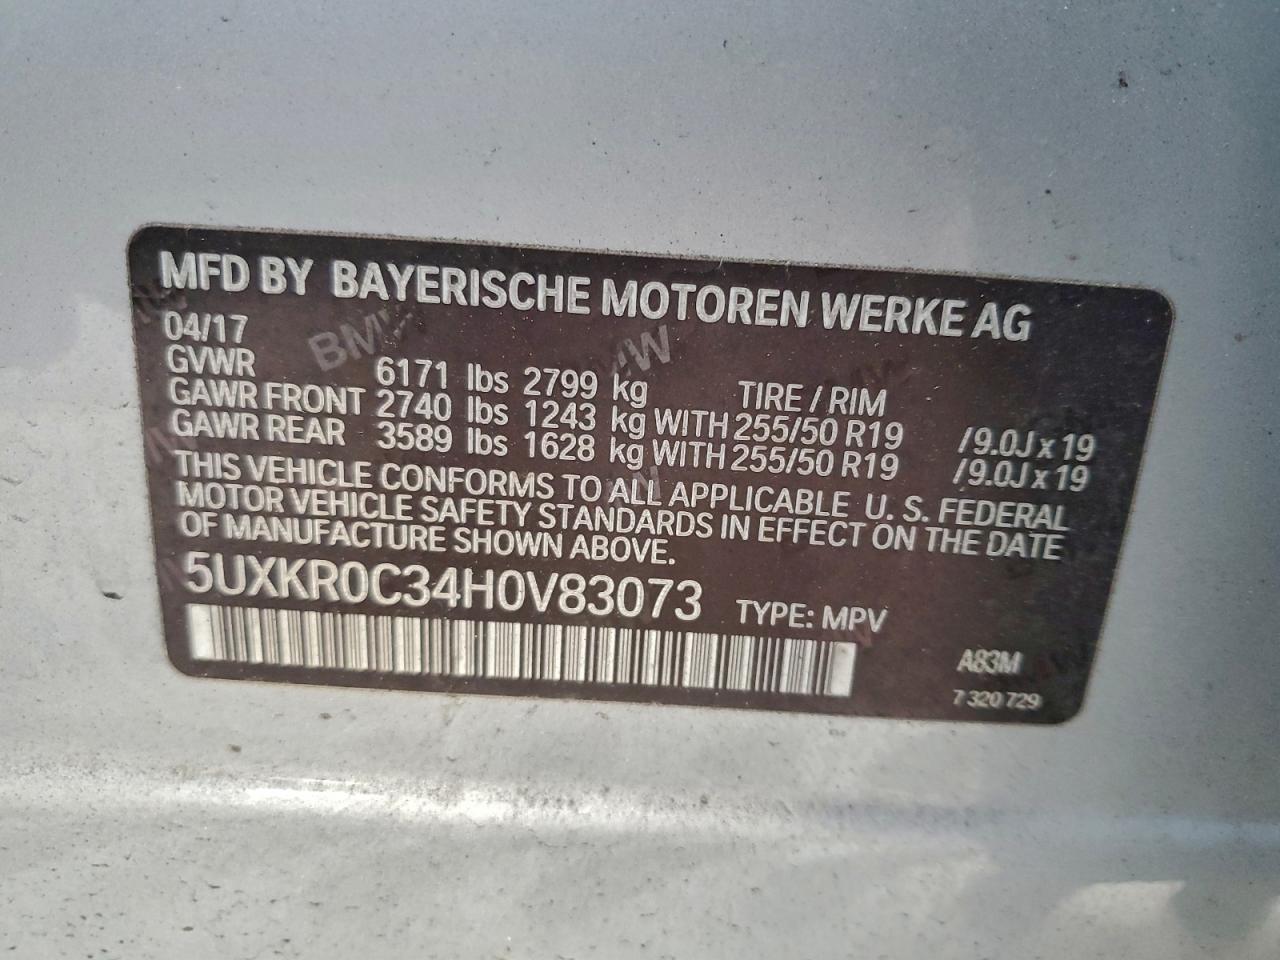 MFD BY BAYERISCHE MOTOREN WERKE AG
04/17
GVWR 6171 lbs 2799 kg TIRE / RIM
GAWR FRONT 2740 lbs 1243 kg WITH 255/50 R19 /9.0J x 19
GAWR REAR 3589 lbs 1628 kg WITH 255/50 R19 /9.0J x 19
THIS VEHICLE CONFORMS TO ALL APPLICABLE U. S. FEDERAL
MOTOR VEHICLE SAFETY STANDARDS IN EFFECT ON THE DATE
OF MANUFACTURE SHOWN ABOVE.
5UXKR0C34H0V83073 TYPE: MPV
A83M
7 320 729
BMW